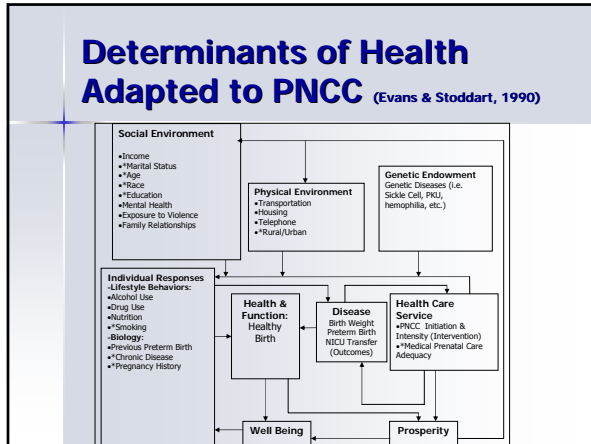 Determinants of Health
Adapted to PNCC (Evans & Stoddart, 1990)
Social Environment
•Income
•*Marital Status
•*Age
•*Race
•*Education
•Mental Health
•Exposure to Violence
•Family Relationships
Physical Environment
•Transportation
•Housing
•Telephone
•*Rural/Urban
Genetic Endowment
Genetic Diseases (i.e.
Sickle Cell, PKU,
hemophilia, etc.)
Individual Responses
-Lifestyle Behaviors:
•Alcohol Use
•Drug Use
•Nutrition
•*Smoking
-Biology:
•Previous Preterm Birth
•*Chronic Disease
•*Pregnancy History
Health &
Function:
Healthy
Birth
Disease
Birth Weight
Preterm Birth
NICU Transfer
(Outcomes)
Health Care
Service
•PNCC Initiation &
Intensity (Intervention)
•*Medical Prenatal Care
Adequacy
Well Being
Prosperity